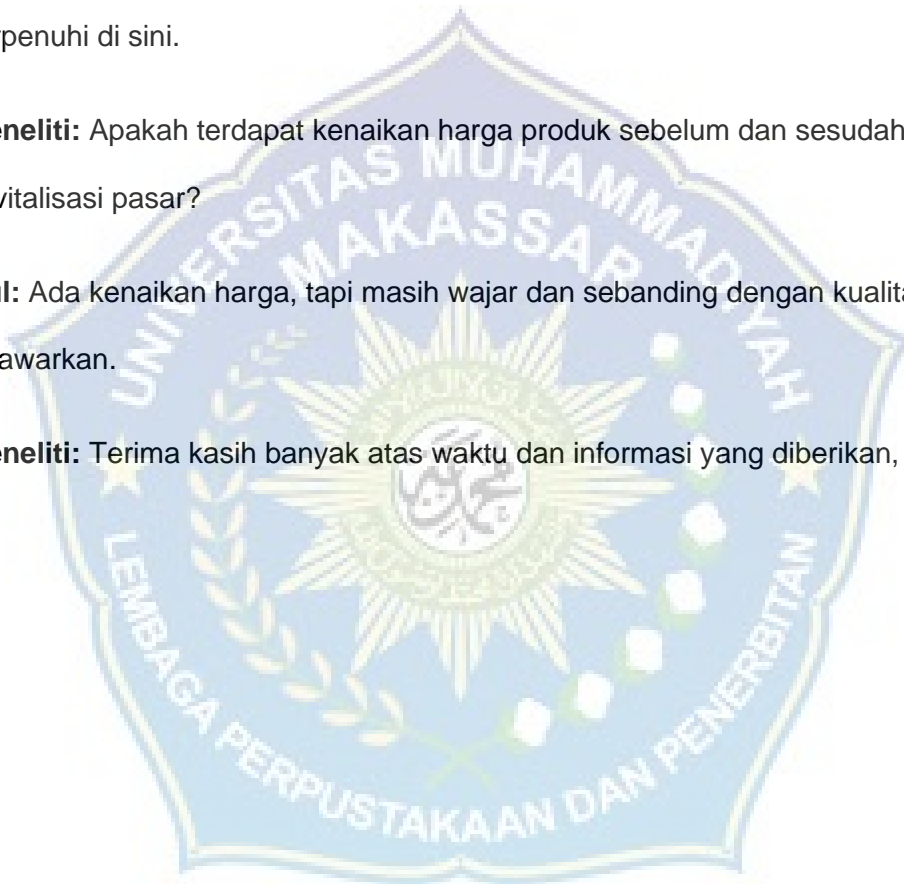 rpenuhi di sini.
eneliti: Apakah terdapat kenaikan harga produk sebelum dan sesudah
vitalisasi pasar?
ul: Ada kenaikan harga, tapi masih wajar dan sebanding dengan kualita
awarkan.
eneliti: Terima kasih banyak atas waktu dan informasi yang diberikan,
UNIVERSITAS MUHAMMADIYAH
MAKASSAR
LEMBAGA PERPUSTAKAAN DAN PENERBITAN